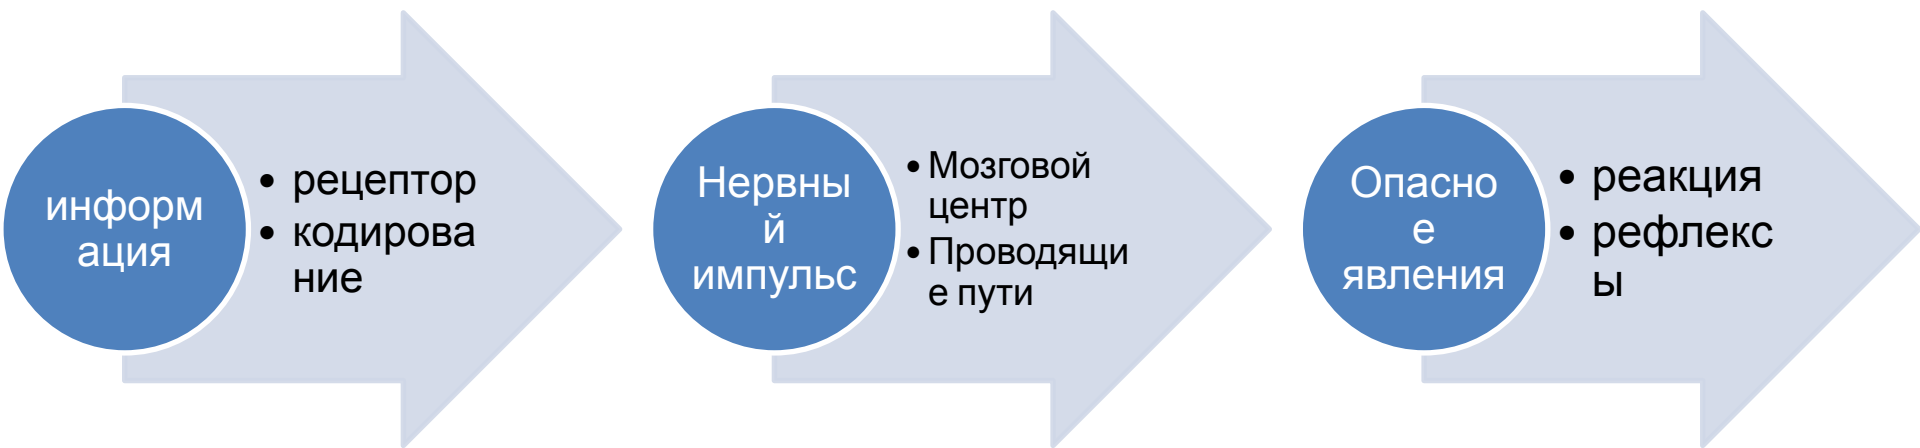 информ
ация
• рецептор
• кодирова
ние
Нервны
й
импульс
• Мозговой
центр
• Проводящи
е пути
Опасно
е
явления
• реакция
• рефлекс
ы